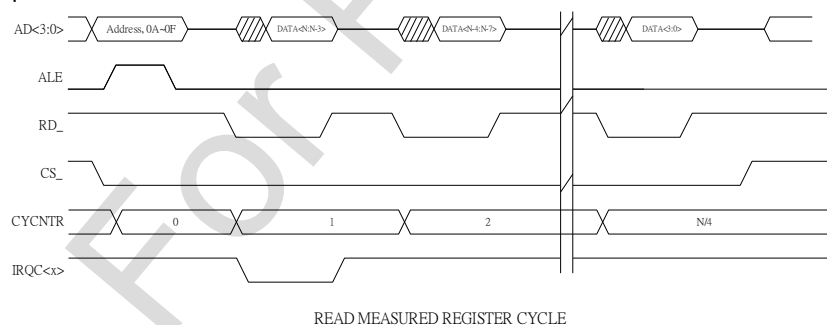 AD<3:0> Address, 0A~0F DATA<N:N-3> DATA<N-4:N-7> DATA<3:0>
ALE
RD_
CS_
CYCNTR 0 1 2 N/4
IRQC<x>
READ MEASURED REGISTER CYCLE
For